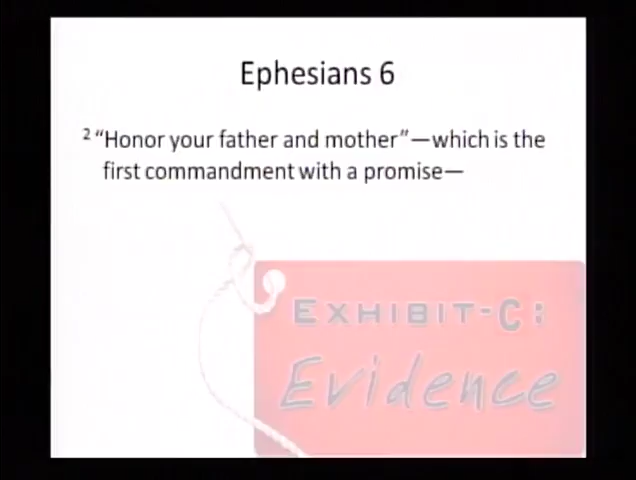 Ephesians 6
2 “Honor your father and mother”—which is the
first commandment with a promise—
EXHIBIT-C:
Evidence